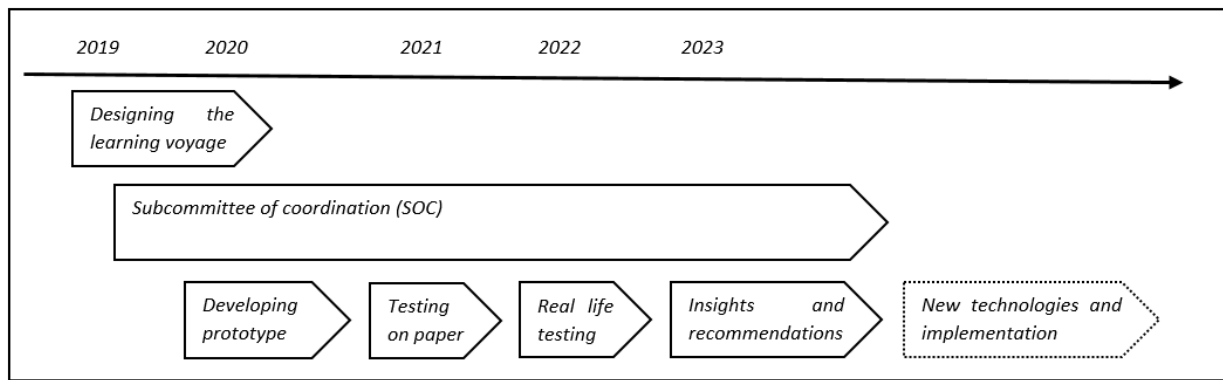 2019 2020 2021 2022 2023
Designing the
learning voyage
Subcommittee of coordination (SOC)
Developing
prototype
Testing
on paper
Real life
testing
Insights and
recommendations
New technologies and
implementation